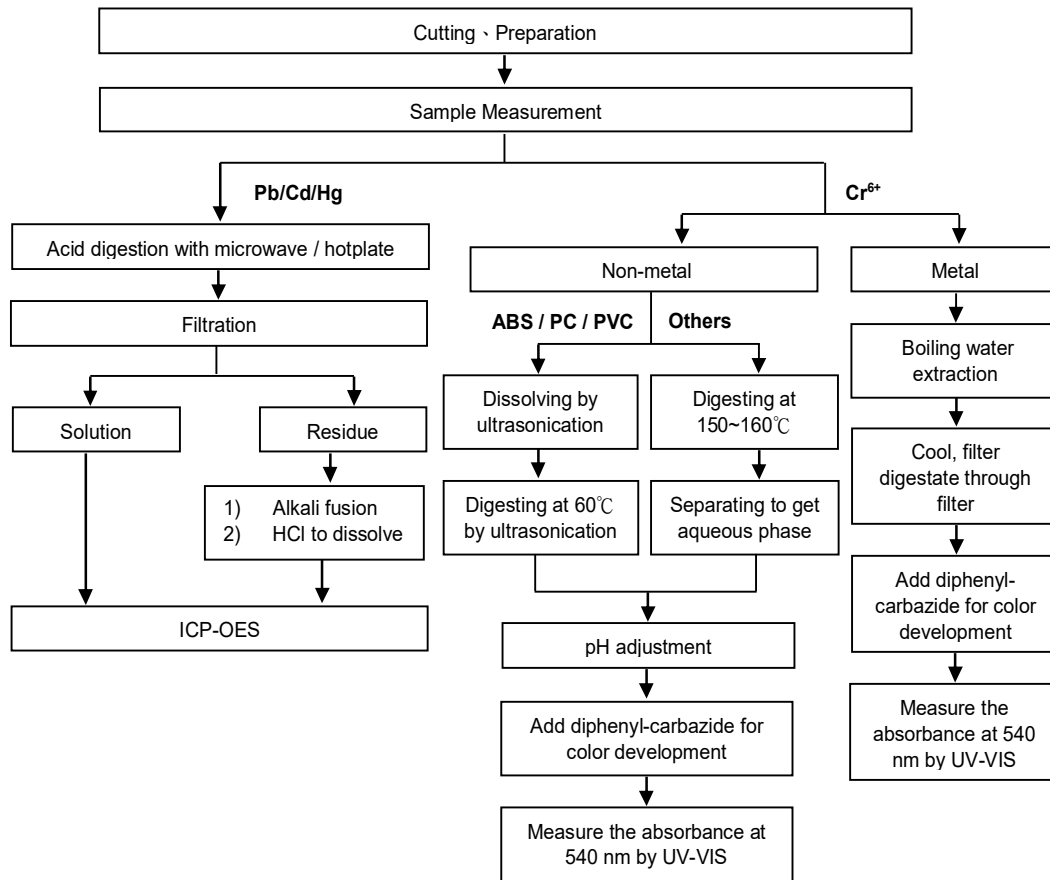 Cutting、Preparation
Sample Measurement
Pb/Cd/Hg
Cr⁶⁺
Acid digestion with microwave / hotplate
Filtration
Solution
Residue
1) Alkali fusion
2) HCl to dissolve
ICP-OES
Non-metal
ABS / PC / PVC
Others
Dissolving by
ultrasonication
Digesting at
150~160℃
Digesting at 60℃
by ultrasonication
Separating to get
aqueous phase
pH adjustment
Add diphenyl-carbazide for
color development
Measure the absorbance at
540 nm by UV-VIS
Metal
Boiling water
extraction
Cool, filter
digestate through
filter
Add diphenyl-
carbazide for color
development
Measure the
absorbance at 540
nm by UV-VIS